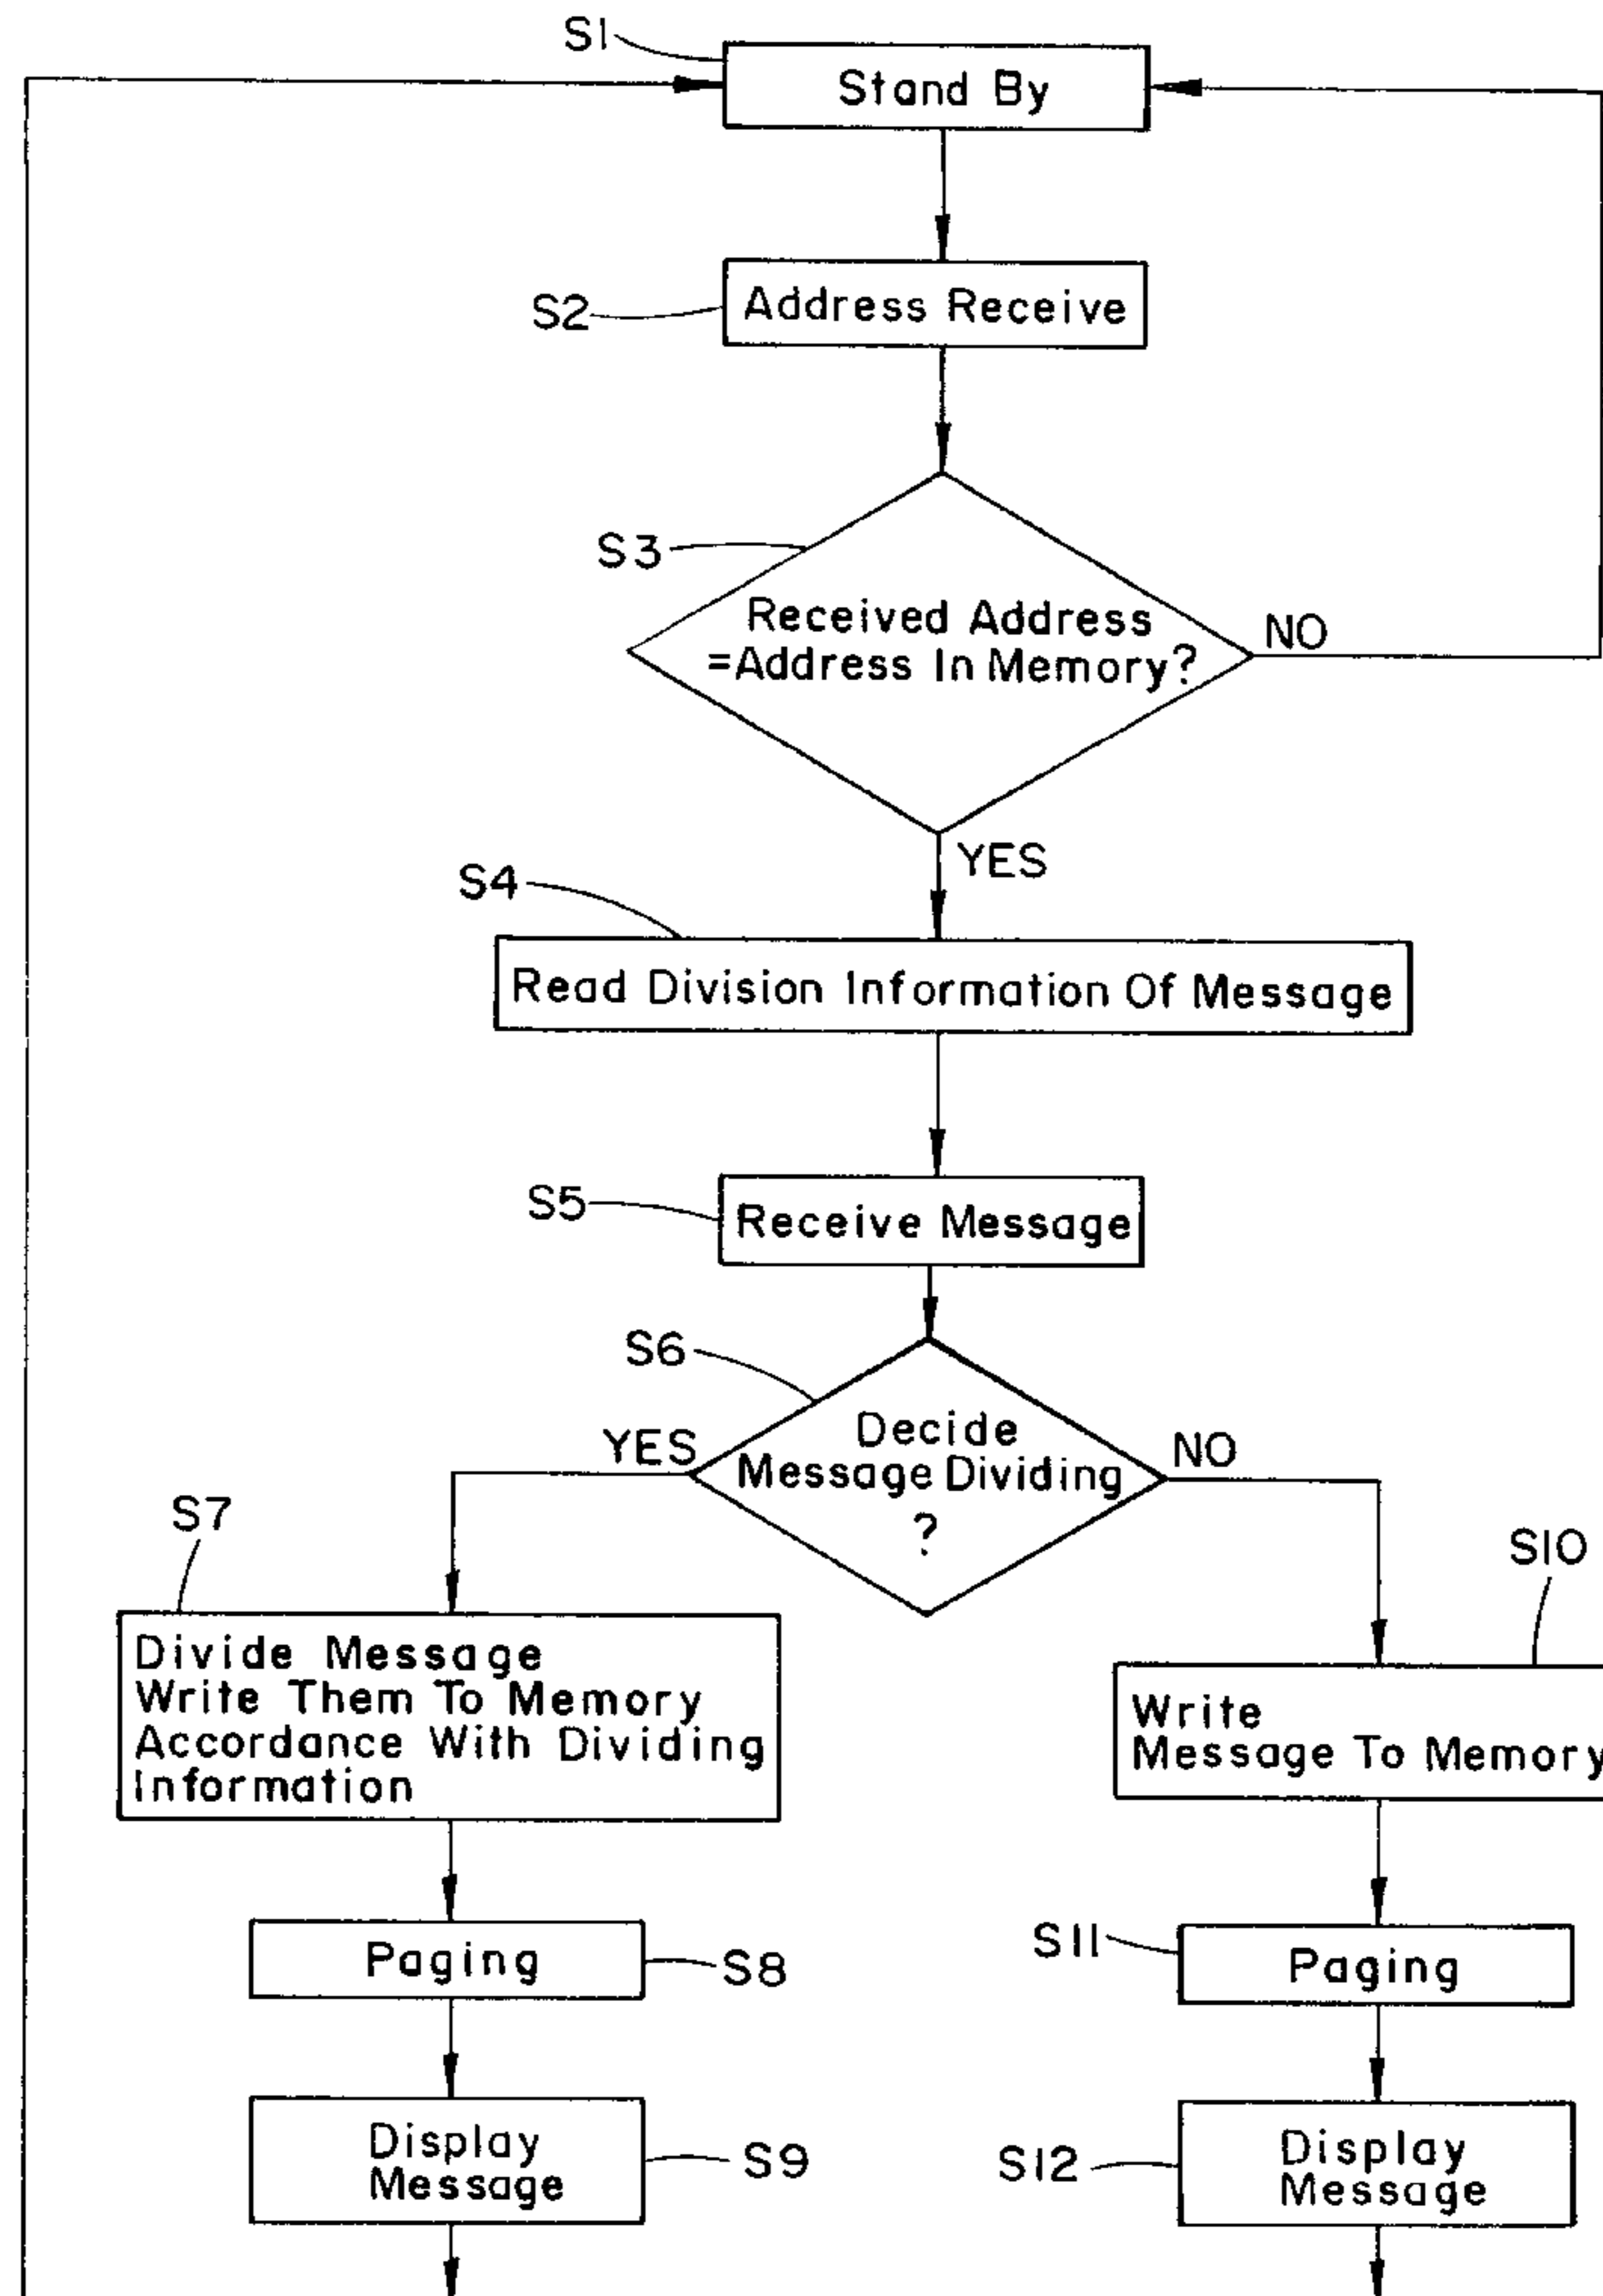 S1
Stand By
S2
Address Receive
S3
Received Address
=Address In Memory?
NO
YES
S4
Read Division Information Of Message
S5
Receive Message
S6
Decide
Message Dividing
?
YES
NO
S7
Divide Message
Write Them To Memory
Accordance With Dividing
Information
S10
Write
Message To Memory
Paging
S8
S11
Paging
Display
Message
S9
S12
Display
Message